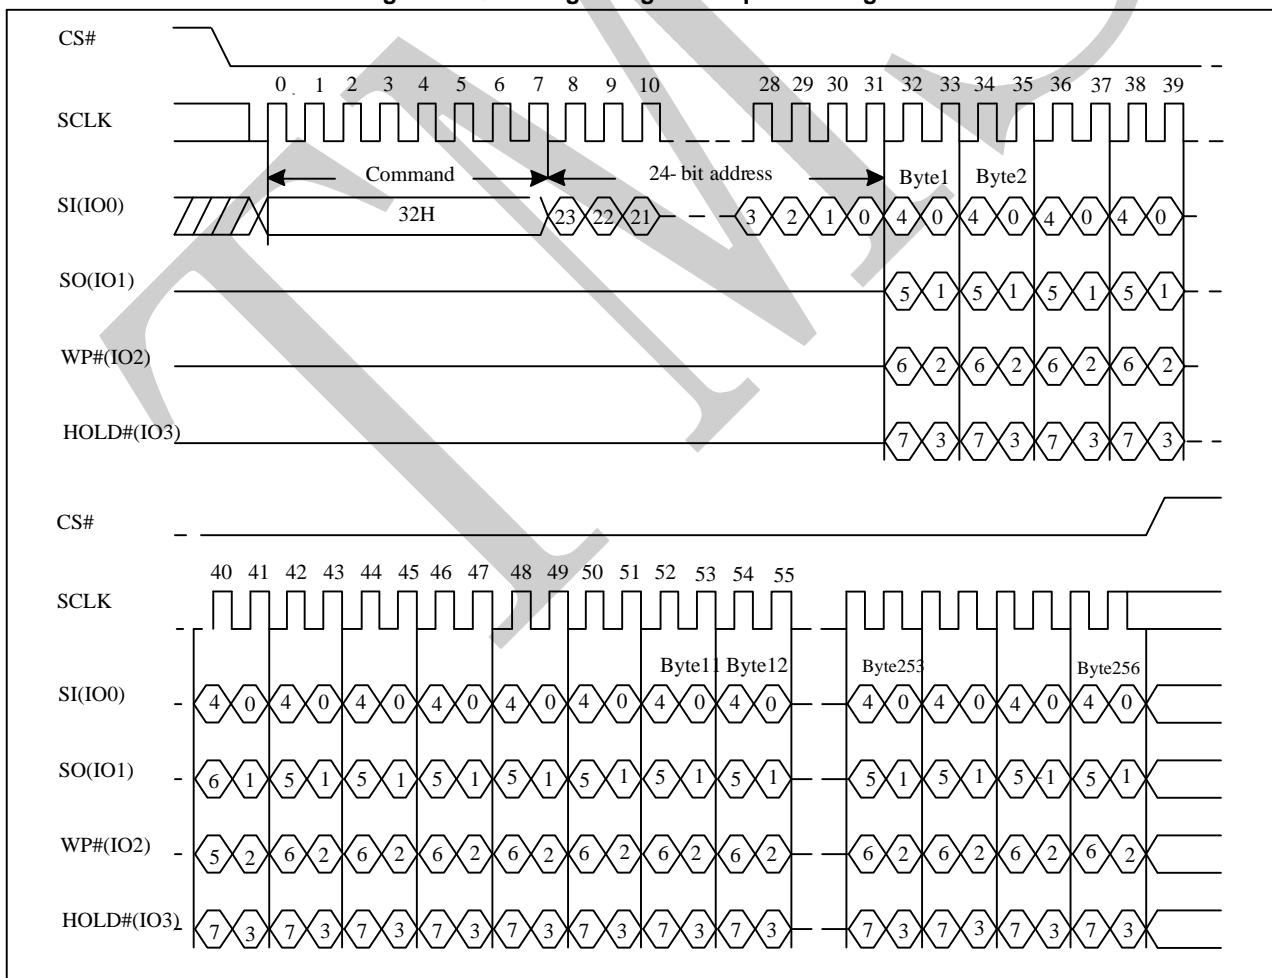 CS#
0 1 2 3 4 5 6 7 8 9 10 28 29 30 31 32 33 34 35 36 37 38 39
SCLK
Command 24- bit address Byte1 Byte2
SI(IO0) 32H 23 22 21 3 2 1 0 4 0 4 0 4 0 4 0
SO(IO1) 5 1 5 1 5 1 5 1
WP#(IO2) 6 2 6 2 6 2 6 2
HOLD#(IO3) 7 3 7 3 7 3 7 3
CS#
40 41 42 43 44 45 46 47 48 49 50 51 52 53 54 55
SCLK
Byte11 Byte12 Byte253 Byte256
SI(IO0) 4 0 4 0 4 0 4 0 4 0 4 0 4 0 4 0 4 0 4 0 4 0 4 0
SO(IO1) 6 1 5 1 5 1 5 1 5 1 5 1 5 1 5 1 5 1 5 1 5 1 5 1
WP#(IO2) 5 2 6 2 6 2 6 2 6 2 6 2 6 2 6 2 6 2 6 2 6 2 6 2
HOLD#(IO3) 7 3 7 3 7 3 7 3 7 3 7 3 7 3 7 3 7 3 7 3 7 3 7 3